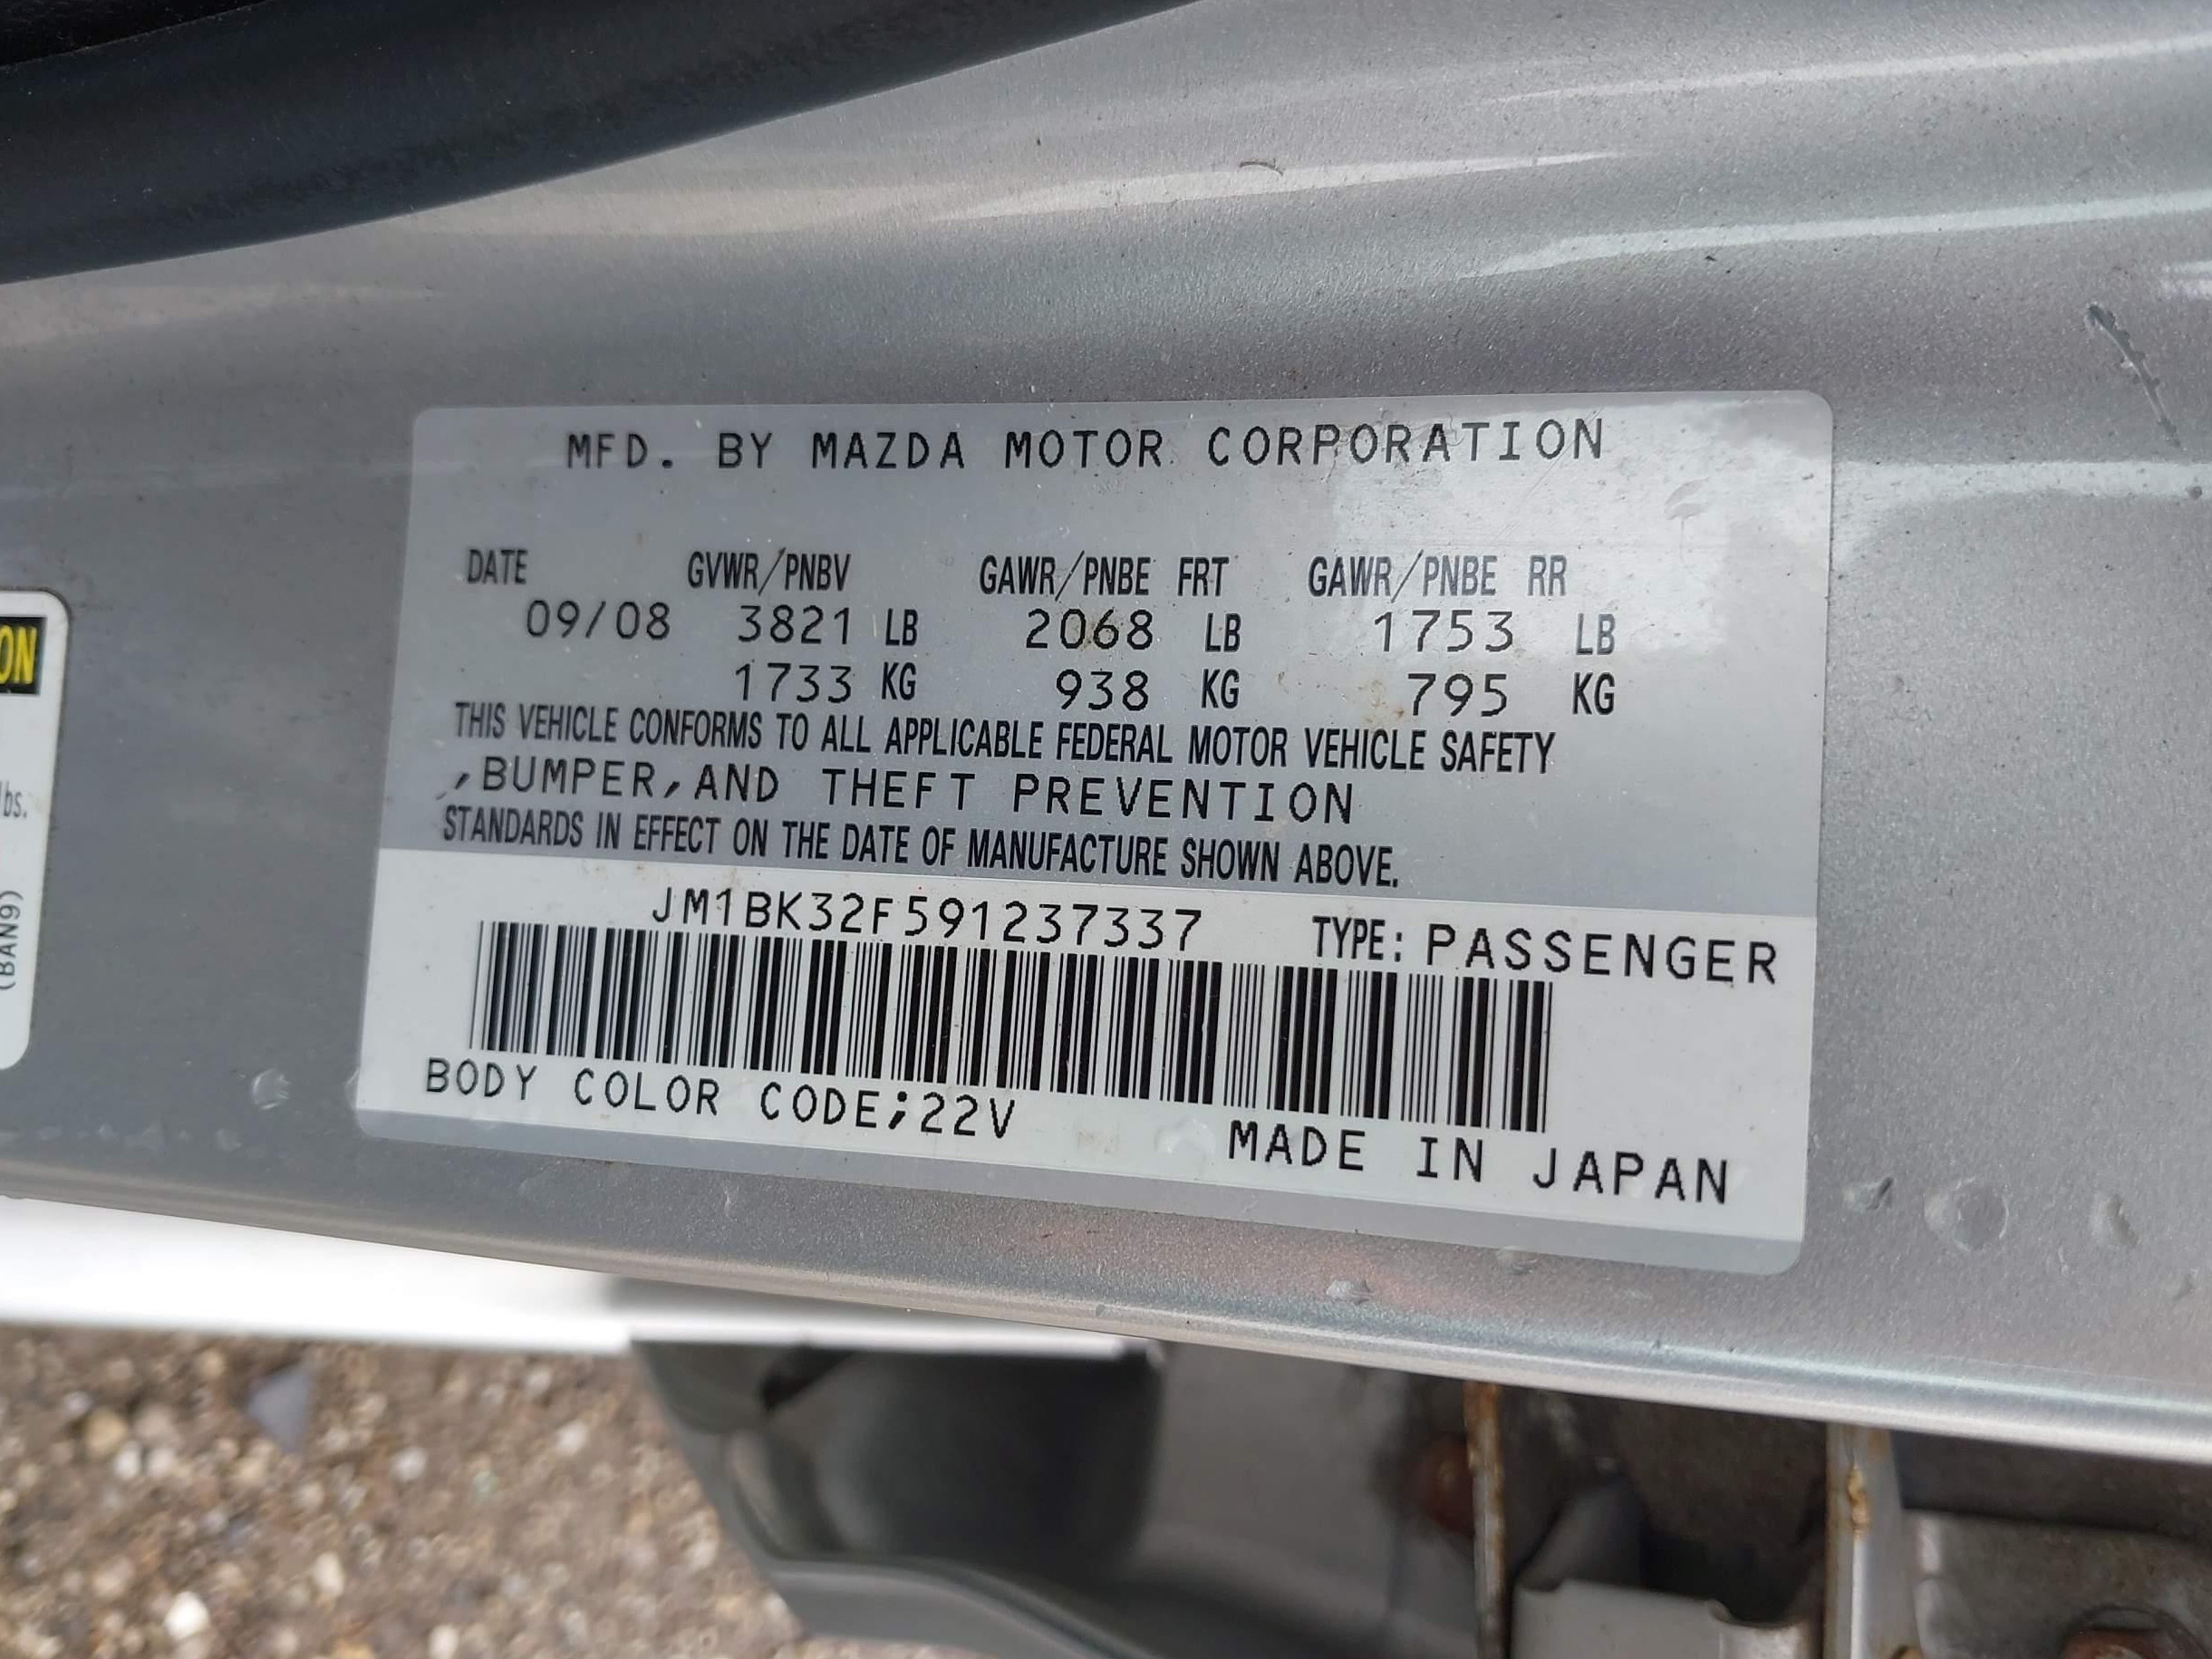 MFD. BY MAZDA MOTOR CORPORATION
DATE GVWR/PNBV GAWR/PNBE FRT GAWR/PNBE RR
09/08 3821 LB 2068 LB 1753 LB
1733 KG 938 KG 795 KG
THIS VEHICLE CONFORMS TO ALL APPLICABLE FEDERAL MOTOR VEHICLE SAFETY
,BUMPER,AND THEFT PREVENTION
STANDARDS IN EFFECT ON THE DATE OF MANUFACTURE SHOWN ABOVE.
JM1BK32F591237337 TYPE: PASSENGER
BODY COLOR CODE;22V
MADE IN JAPAN
ON
lbs.
(BAN9)